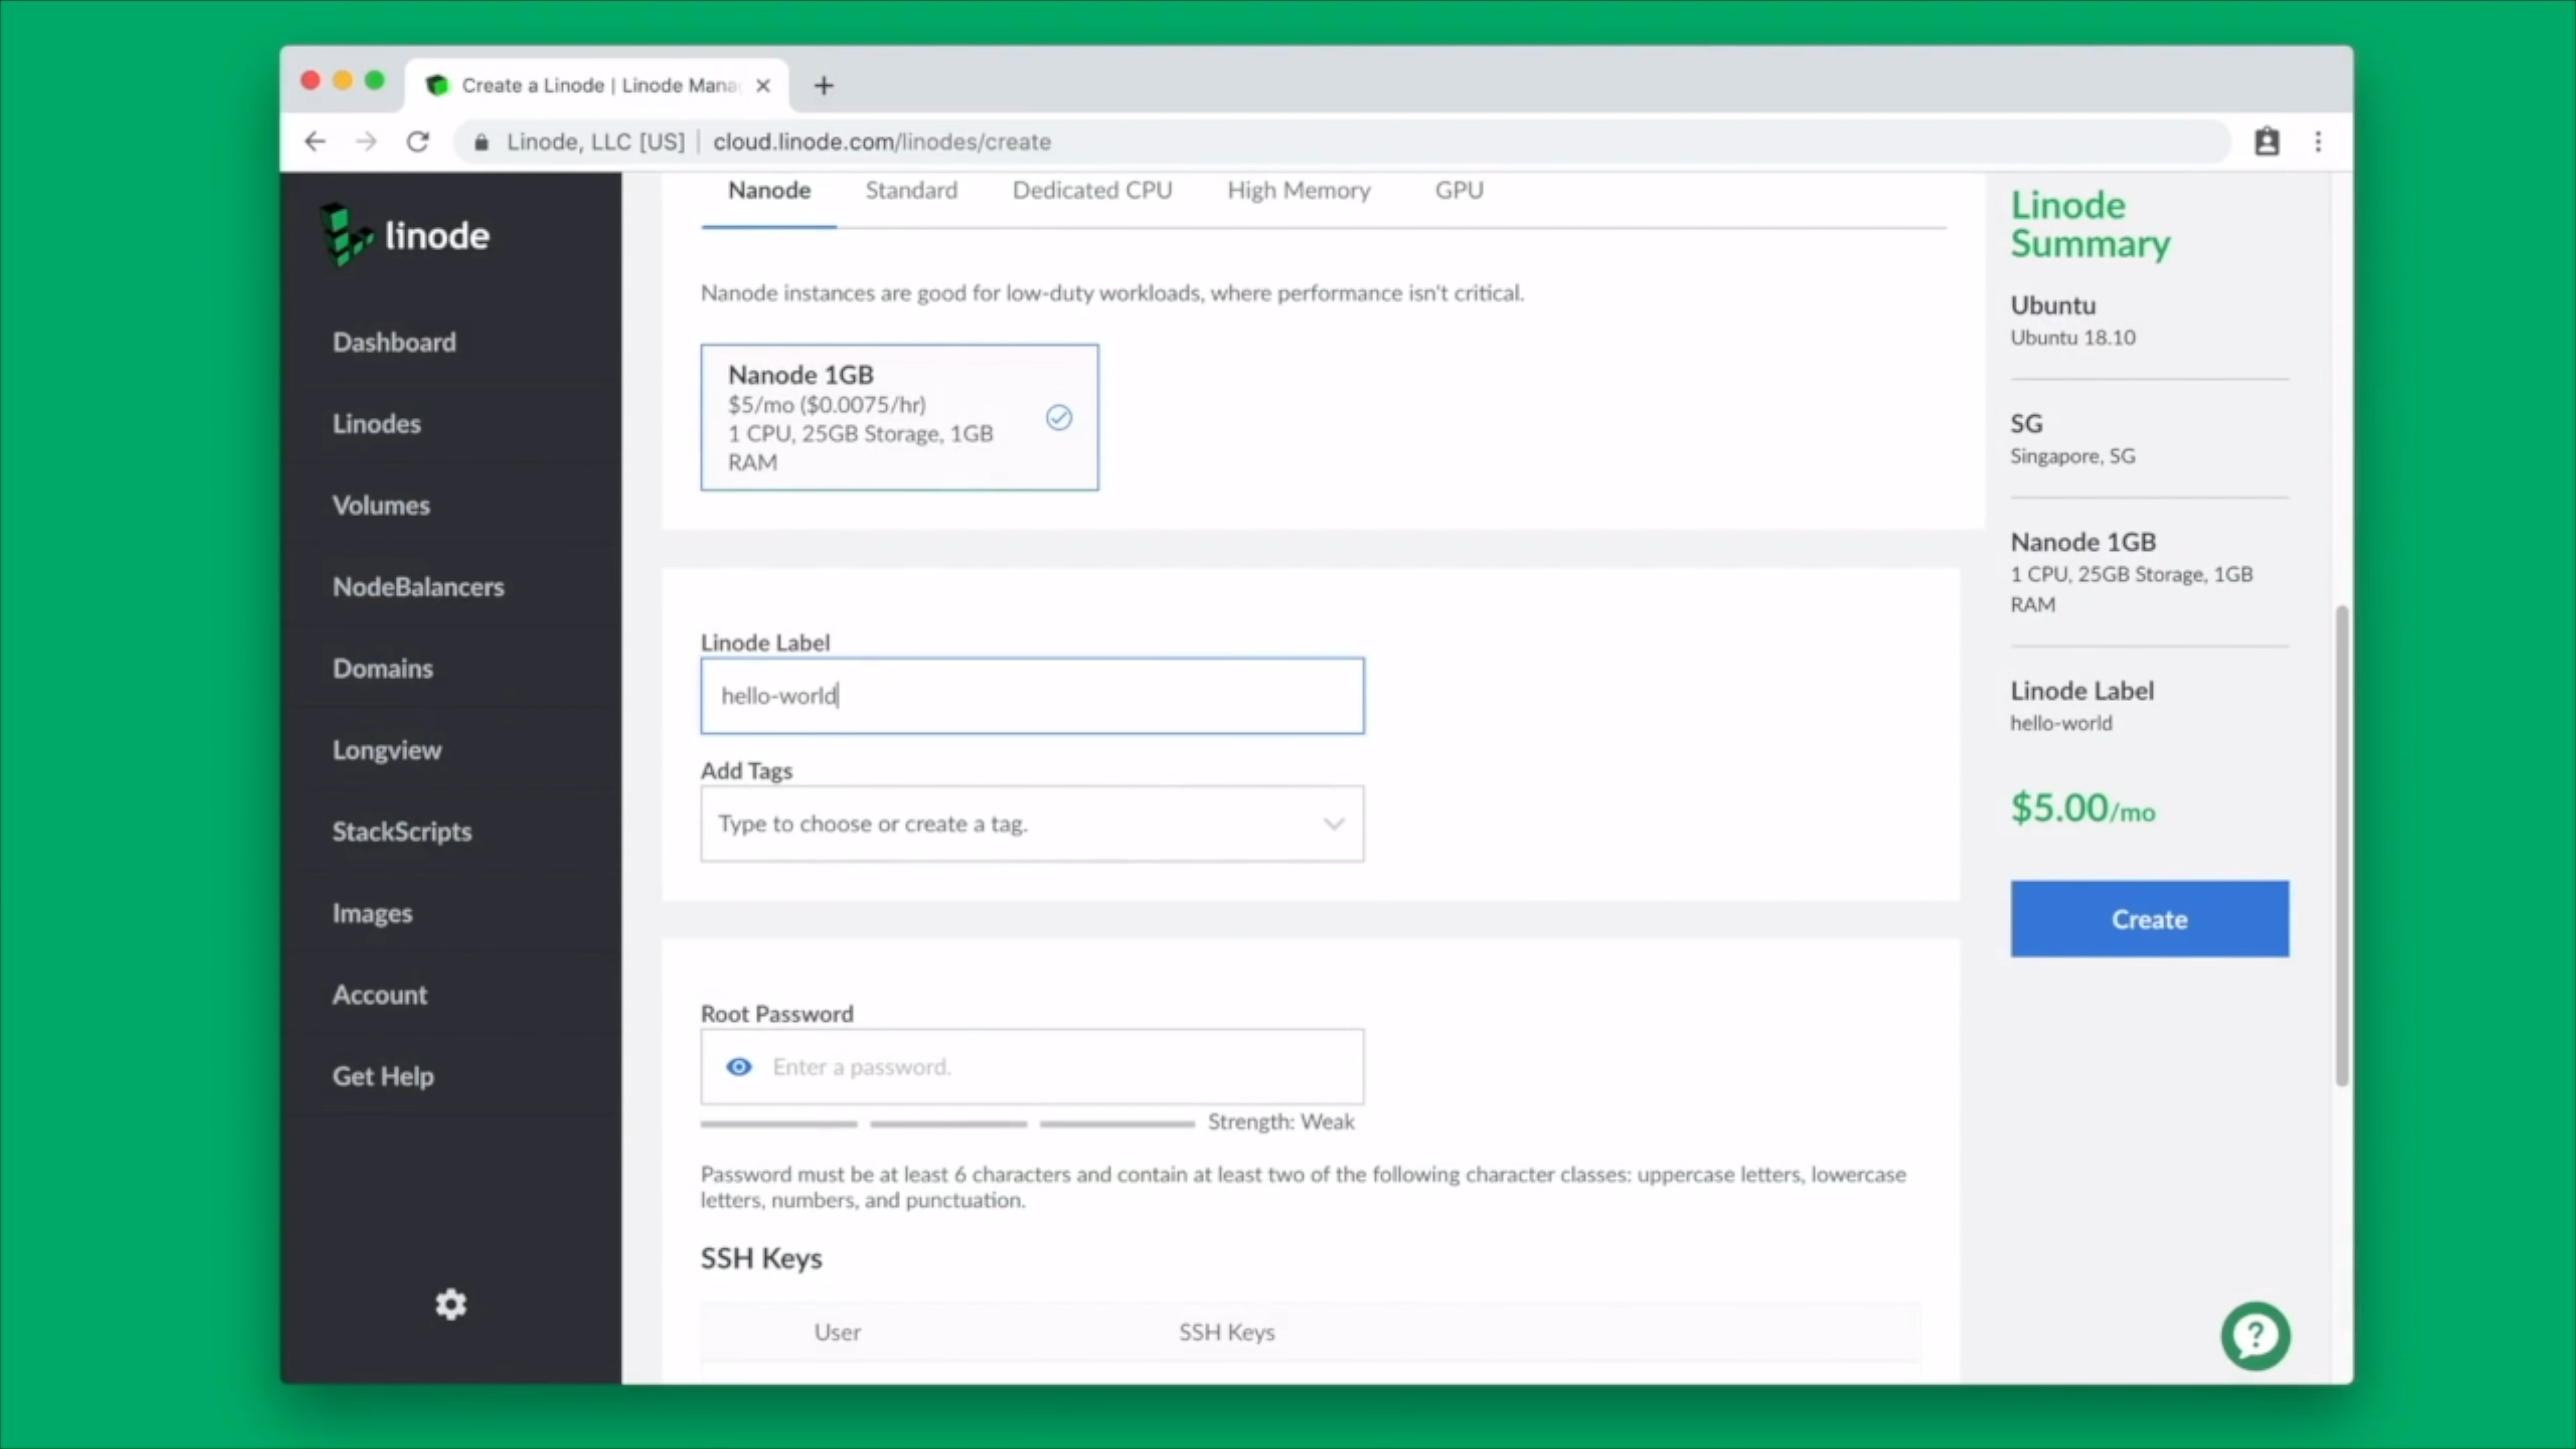 Create a Linode | Linode Mana
Linode, LLC [US] | cloud.linode.com/linodes/create
linode
Dashboard
Linodes
Volumes
NodeBalancers
Domains
Longview
StackScripts
Images
Account
Get Help
Nanode Standard Dedicated CPU High Memory GPU
Nanode instances are good for low-duty workloads, where performance isn't critical.
Nanode 1GB
$5/mo ($0.0075/hr)
1 CPU, 25GB Storage, 1GB
RAM
Linode Label
hello-world
Add Tags
Type to choose or create a tag.
Root Password
Enter a password.
Strength: Weak
Password must be at least 6 characters and contain at least two of the following character classes: uppercase letters, lowercase
letters, numbers, and punctuation.
SSH Keys
User SSH Keys
Linode
Summary
Ubuntu
Ubuntu 18.10
SG
Singapore, SG
Nanode 1GB
1 CPU, 25GB Storage, 1GB
RAM
Linode Label
hello-world
$5.00/mo
Create